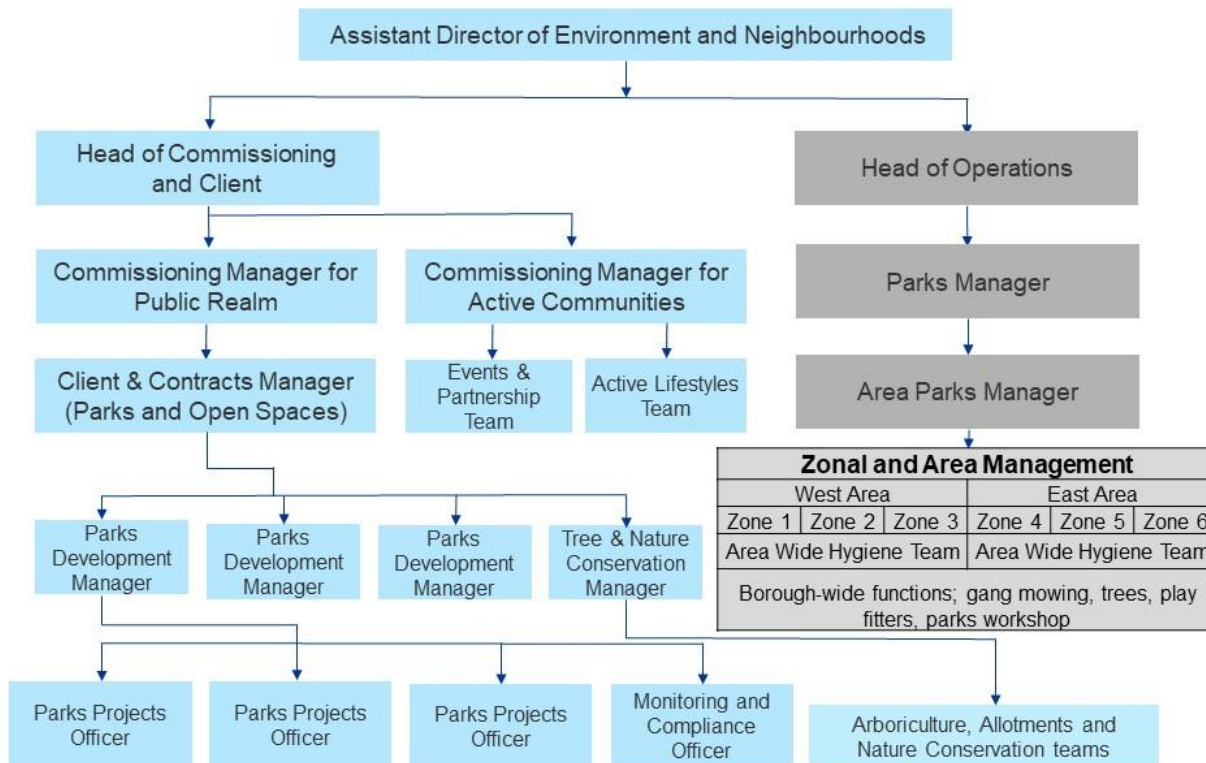 Assistant Director of Environment and Neighbourhoods
Head of Commissioning
and Client
Head of Operations
Commissioning Manager for
Public Realm
Commissioning Manager for
Active Communities
Parks Manager
Client & Contracts Manager
(Parks and Open Spaces)
Events &
Partnership
Team
Active Lifestyles
Team
Area Parks Manager
Zonal and Area Management
West Area East Area
Zone 1 Zone 2 Zone 3 Zone 4 Zone 5 Zone 6
Area Wide Hygiene Team Area Wide Hygiene Team
Borough-wide functions; gang mowing, trees, play
fitters, parks workshop
Parks
Development
Manager
Parks
Development
Manager
Parks
Development
Manager
Tree & Nature
Conservation
Manager
Parks Projects
Officer
Parks Projects
Officer
Parks Projects
Officer
Monitoring and
Compliance
Officer
Arboriculture, Allotments and
Nature Conservation teams